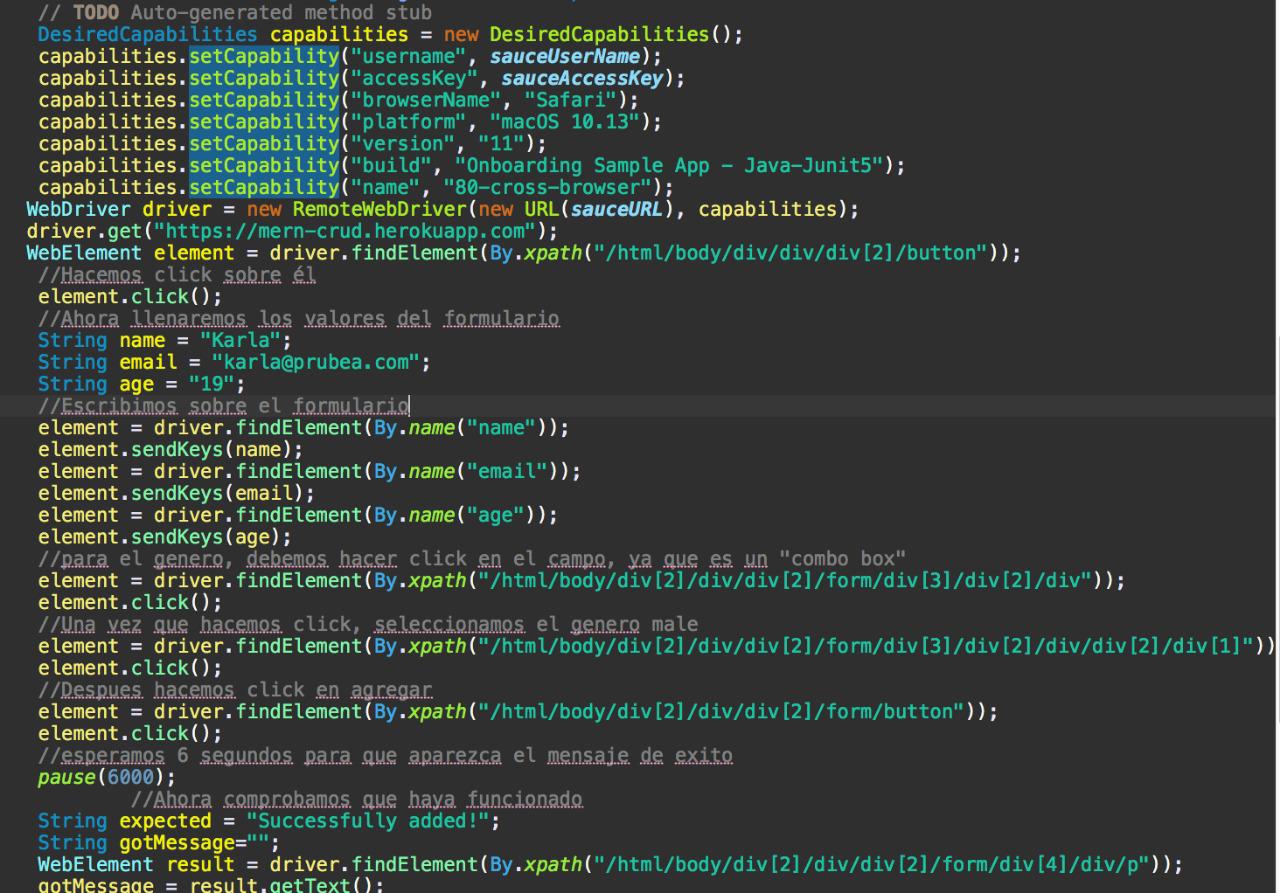 // TODO Auto-generated method stub
DesiredCapabilities capabilities = new DesiredCapabilities();
capabilities.setCapability("username", sauceUserName);
capabilities.setCapability("accessKey", sauceAccessKey);
capabilities.setCapability("browserName", "Safari");
capabilities.setCapability("platform", "macOS 10.13");
capabilities.setCapability("version", "11");
capabilities.setCapability("build", "Onboarding Sample App - Java-Junit5");
capabilities.setCapability("name", "80-cross-browser");
WebDriver driver = new RemoteWebDriver(new URL(sauceURL), capabilities);
driver.get("https://mern-crud.herokuapp.com");
WebElement element = driver.findElement(By.xpath("/html/body/div/div/div[2]/button"));
//Hacemos click sobre él
element.click();
//Ahora llenaremos los valores del formulario
String name = "Karla";
String email = "karla@prubea.com";
String age = "19";
//Escribimos sobre el formulario
element = driver.findElement(By.name("name"));
element.sendKeys(name);
element = driver.findElement(By.name("email"));
element.sendKeys(email);
element = driver.findElement(By.name("age"));
element.sendKeys(age);
//para el genero, debemos hacer click en el campo, ya que es un "combo box"
element = driver.findElement(By.xpath("/html/body/div[2]/div/div[2]/form/div[3]/div[2]/div"));
element.click();
//Una vez que hacemos click, seleccionamos el genero male
element = driver.findElement(By.xpath("/html/body/div[2]/div/div[2]/form/div[3]/div[2]/div/div[2]/div[1]"))
element.click();
//Despues hacemos click en agregar
element = driver.findElement(By.xpath("/html/body/div[2]/div/div[2]/form/button"));
element.click();
//esperamos 6 segundos para que aparezca el mensaje de exito
pause(6000);
//Ahora comprobamos que haya funcionado
String expected = "Successfully added!";
String gotMessage="";
WebElement result = driver.findElement(By.xpath("/html/body/div[2]/div/div[2]/form/div[4]/div/p"));
gotMessage = result.getText();